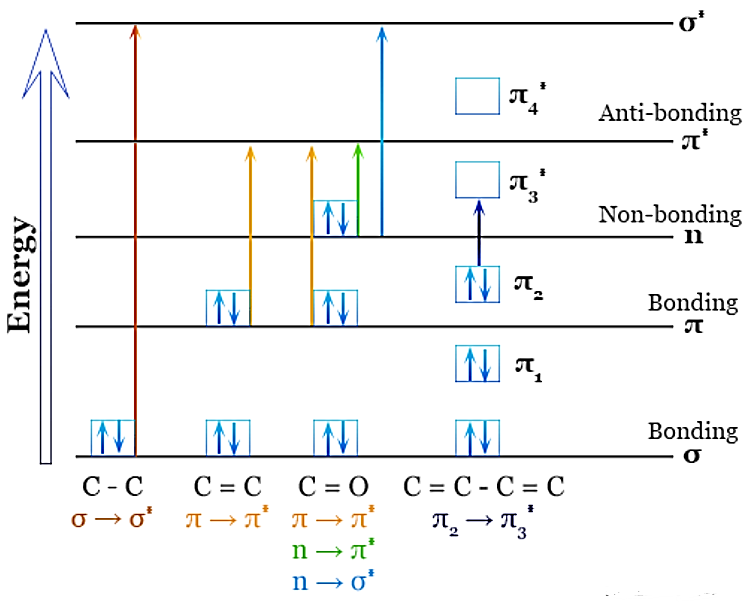 σ*
π₄*
Anti-bonding
π*
π₃*
Non-bonding
n
π₂
Bonding
π
π₁
Bonding
σ
Energy
C - C
C = C
C = O
C = C - C = C
σ → σ*
π → π*
π → π*
π₂ → π₃*
n → π*
n → σ*